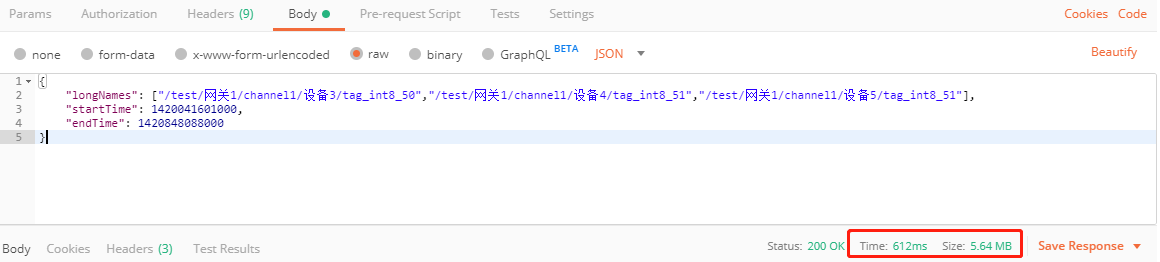 Params Authorization Headers (9) Body Pre-request Script Tests Settings Cookies Code
none form-data x-www-form-urlencoded raw binary GraphQL BETA JSON Beautify
1 {
2 "longNames": ["/test/网关1/channel1/设备3/tag_int8_50","/test/网关1/channel1/设备4/tag_int8_51","/test/网关1/channel1/设备5/tag_int8_51"],
3 "startTime": 1420041601000,
4 "endTime": 1420848088000
5 }
Body Cookies Headers (3) Test Results Status: 200 OK Time: 612ms Size: 5.64 MB Save Response